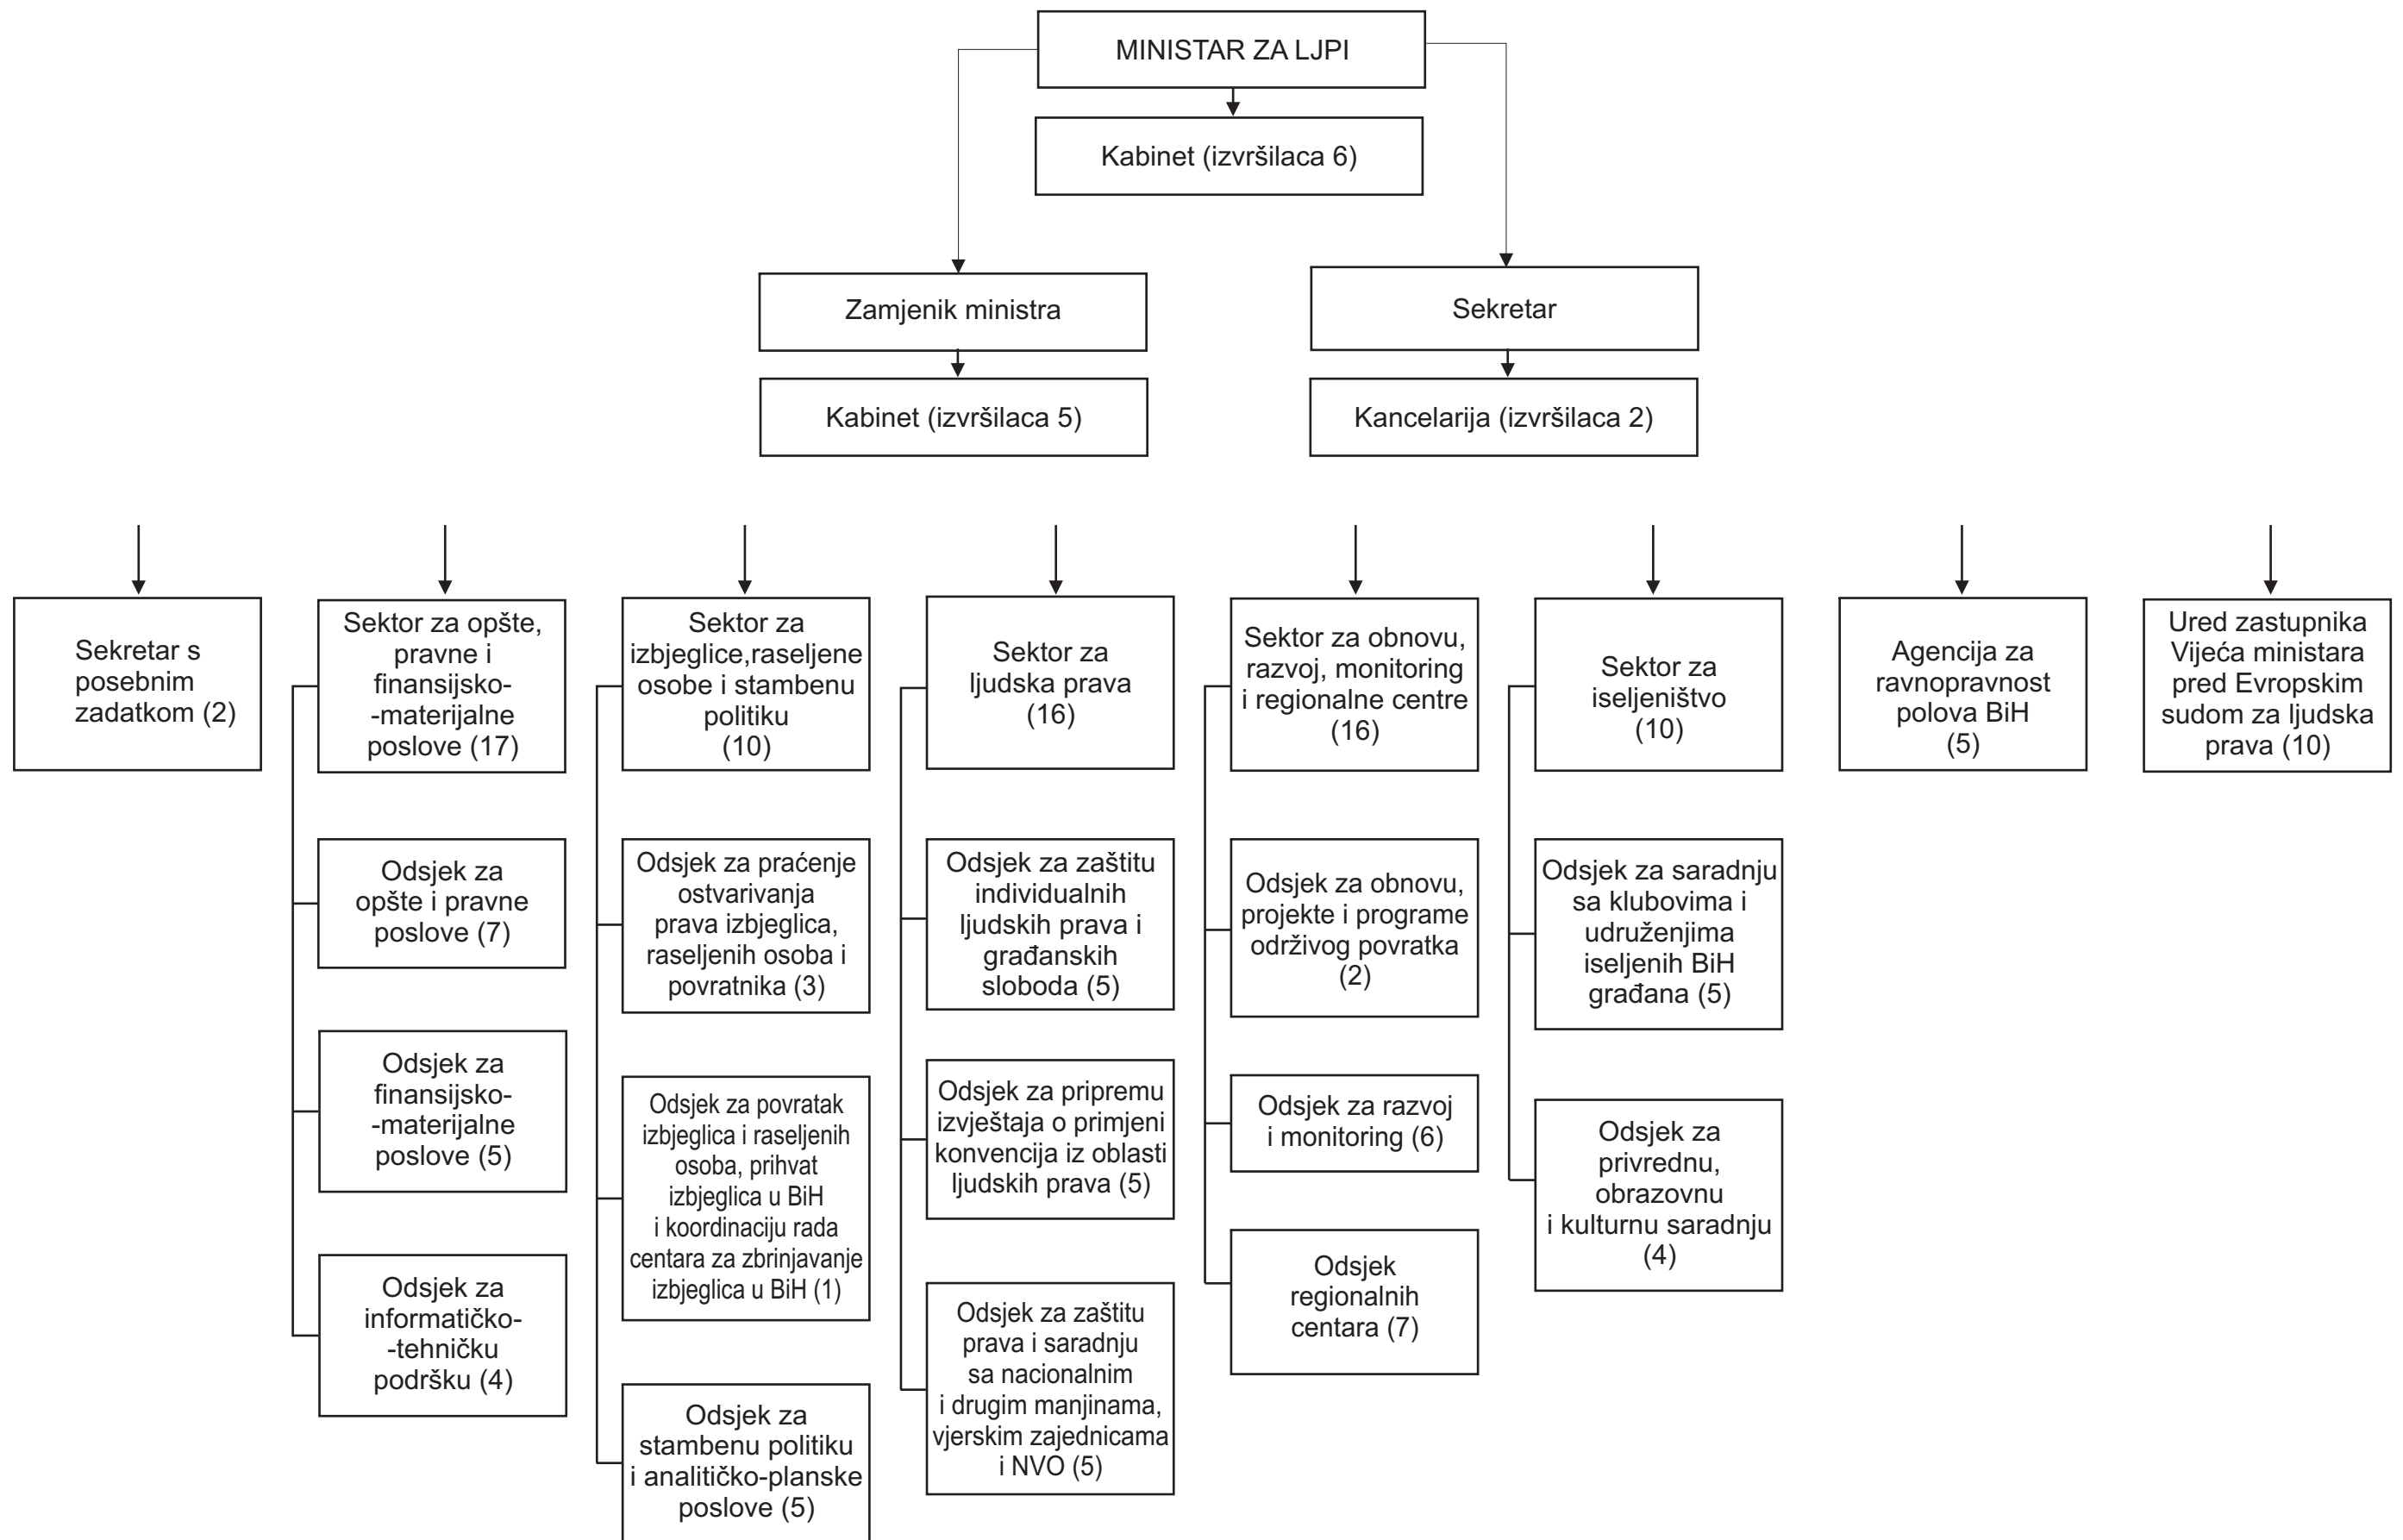 MINISTAR ZA LJPI
Kabinet (izvršilaca 6)
Zamjenik ministra
Sekretar
Kabinet (izvršilaca 5)
Kancelarija (izvršilaca 2)
Sekretar s
posebnim
zadatkom (2)
Sektor za opšte,
pravne i
finansijsko-
-materijalne
poslove (17)
Sektor za
izbjeglice,raseljene
osobe i stambenu
politiku
(10)
Sektor za
ljudska prava
(16)
Sektor za obnovu,
razvoj, monitoring
i regionalne centre
(16)
Sektor za
iseljeništvo
(10)
Agencija za
ravnopravnost
polova BiH
(5)
Ured zastupnika
Vijeća ministara
pred Evropskim
sudom za ljudska
prava (10)
Odsjek za
opšte i pravne
poslove (7)
Odsjek za
finansijsko-
-materijalne
poslove (5)
Odsjek za
informatičko-
-tehničku
podršku (4)
Odsjek za praćenje
ostvarivanja
prava izbjeglica,
raseljenih osoba i
povratnika (3)
Odsjek za povratak
izbjeglica i raseljenih
osoba, prihvat
izbjeglica u BiH
i koordinaciju rada
centara za zbrinjavanje
izbjeglica u BiH (1)
Odsjek za
stambenu politiku
i analitičko-planske
poslove (5)
Odsjek za zaštitu
individualnih
ljudskih prava i
građanskih
sloboda (5)
Odsjek za pripremu
izvještaja o primjeni
konvencija iz oblasti
ljudskih prava (5)
Odsjek za zaštitu
prava i saradnju
sa nacionalnim
i drugim manjinama,
vjerskim zajednicama
i NVO (5)
Odsjek za obnovu,
projekte i programe
održivog povratka
(2)
Odsjek za razvoj
i monitoring (6)
Odsjek
regionalnih
centara (7)
Odsjek za saradnju
sa klubovima i
udruženjima
iseljenih BiH
građana (5)
Odsjek za
privrednu,
obrazovnu
i kulturnu saradnju
(4)